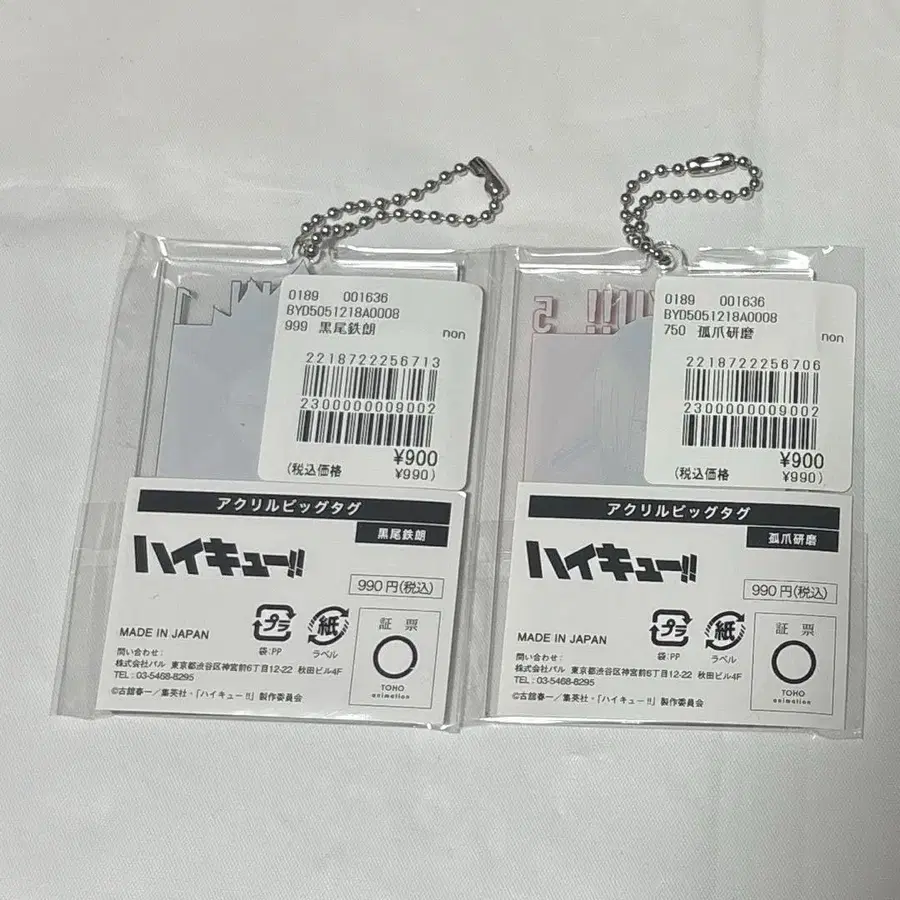 0189 001636
BYD5051218A0008
999 黒尾鉄朗
non
2218722256713
2300000009002
¥900
(税込価格 ¥990)
アクリルビッグタグ
黒尾鉄朗
ハイキュー!!
990円(税込)
MADE IN JAPAN
プラ
袋:PP
紙
ラベル
証票
TOHO
animation
問い合わせ:
株式会社パル 東京都渋谷区神宮前6丁目12-22 秋田ビル4F
TEL:03-5468-8295
©古舘春一/集英社・「ハイキュー!!」製作委員会
0189 001636
BYD5051218A0008
750 孤爪研磨
non
2218722256706
2300000009002
¥900
(税込価格 ¥990)
アクリルビッグタグ
孤爪研磨
ハイキュー!!
990円(税込)
MADE IN JAPAN
プラ
袋:PP
紙
ラベル
証票
TOHO
animation
問い合わせ:
株式会社パル 東京都渋谷区神宮前6丁目12-22 秋田ビル4F
TEL:03-5468-8295
©古舘春一/集英社・「ハイキュー!!」製作委員会